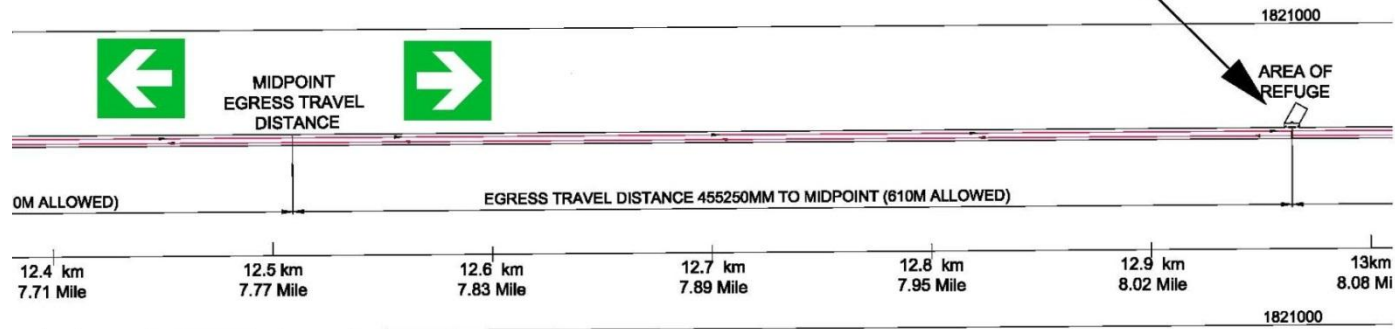 1821000
MIDPOINT
EGRESS TRAVEL
DISTANCE
AREA OF
REFUGE
0M ALLOWED)
EGRESS TRAVEL DISTANCE 455250MM TO MIDPOINT (610M ALLOWED)
12.4 km
7.71 Mile
12.5 km
7.77 Mile
12.6 km
7.83 Mile
12.7 km
7.89 Mile
12.8 km
7.95 Mile
12.9 km
8.02 Mile
13km
8.08 Mi
1821000